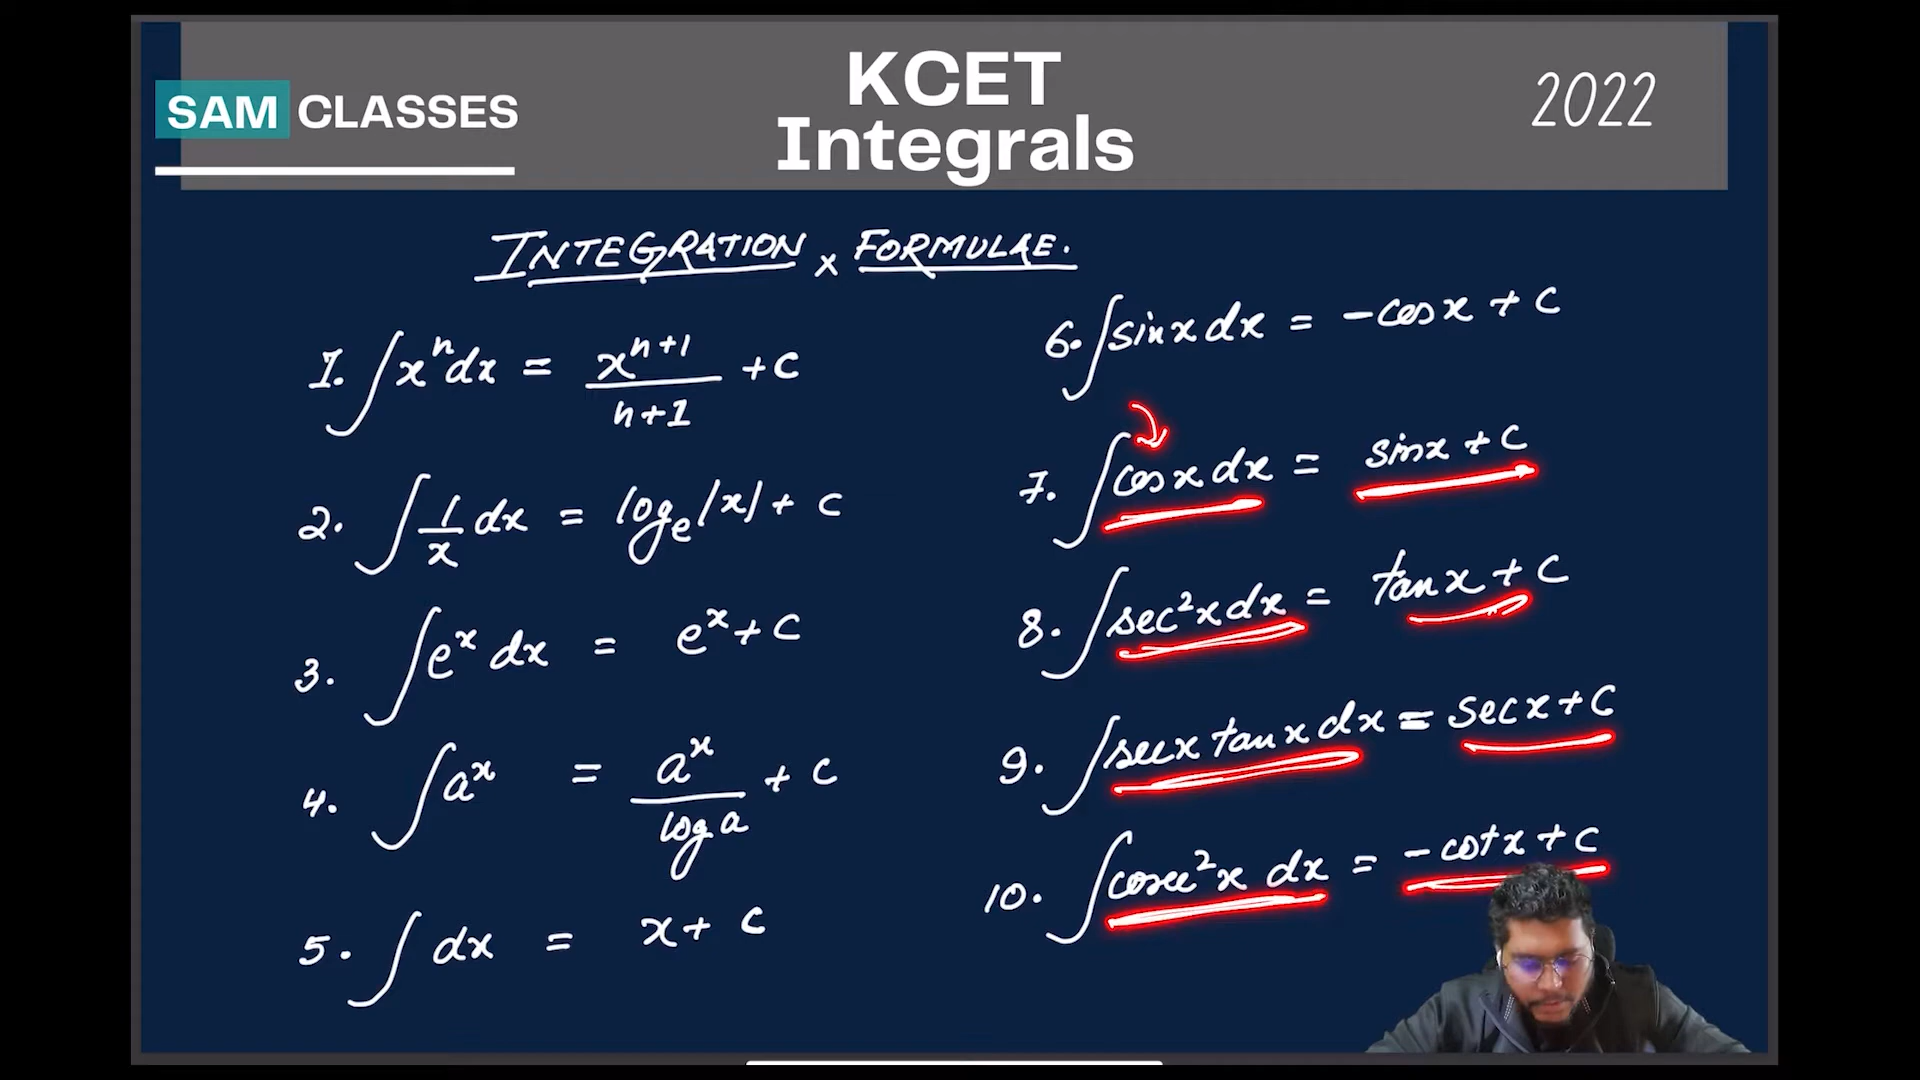 SAM CLASSES
KCET
Integrals
2022
INTEGRATION x FORMULAE.
1. ∫ xⁿ dx = xⁿ⁺¹/(n+1) + C
2. ∫ 1/x dx = logₑ|x| + C
3. ∫ eˣ dx = eˣ + C
4. ∫ aˣ = aˣ/log a + C
5. ∫ dx = x + C
6. ∫ sin x dx = -cos x + C
7. ∫ cos x dx = sin x + C
8. ∫ sec²x dx = tan x + C
9. ∫ sec x tan x dx = sec x + C
10. ∫ cosec²x dx = -cot x + C